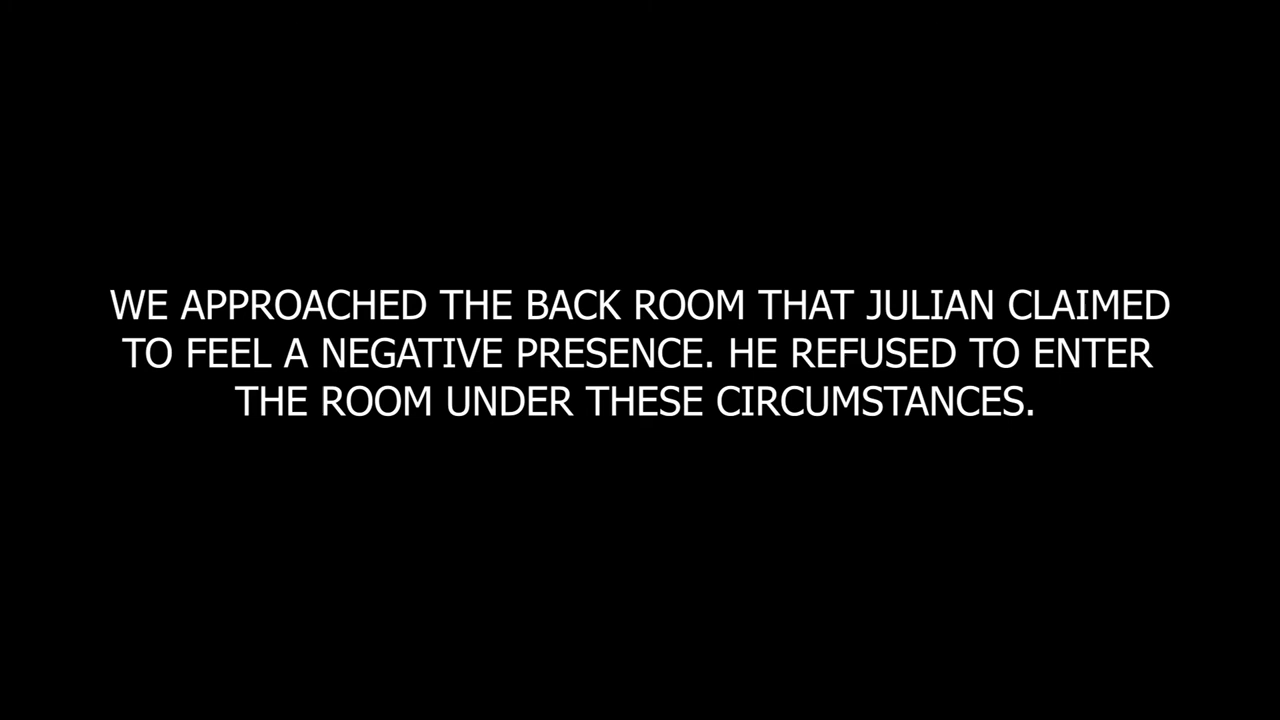 WE APPROACHED THE BACK ROOM THAT JULIAN CLAIMED
TO FEEL A NEGATIVE PRESENCE. HE REFUSED TO ENTER
THE ROOM UNDER THESE CIRCUMSTANCES.